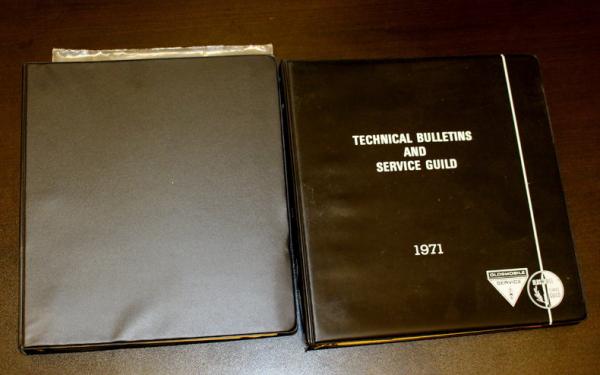 TECHNICAL BULLETINS
AND
SERVICE GUILD
1971
OLDSMOBILE
SERVICE